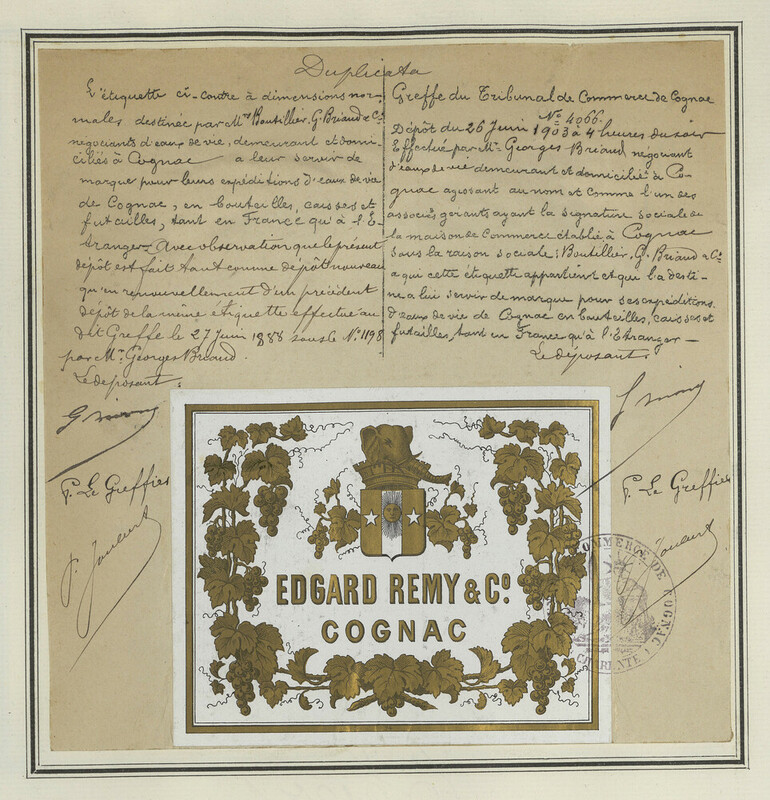 Duplicata
L'étiquette ci-contre à dimensions nor-
males destinée par Mrs Boutillier, G. Briand & Co
négociants d'eaux de vie, demeurant et domi-
ciliés à Cognac a leur servir de
marque pour leurs expéditions d'eaux de vie
de Cognac, en bouteilles, caisses et
futailles, tant en France qu'à l'E-
tranger. Avec observation que le présent
dépôt est fait tant comme dépôt nouveau
qu'en renouvellement d'un précédent
dépôt de la même étiquette effectué au
dit Greffe le 27 Juin 1888 sous le No 1198
par Mr. Georges Briand.
Le déposant:
P. Le Greffier
Greffe du Tribunal de Commerce de Cognac
No 4066.
Dépôt du 26 Juin 1903 à 4 heures du soir
Effectué par Mr. Georges Briand négociant
d'eaux de vie demeurant et domicilié à Co-
gnac agissant au nom et comme l'un des
associés gérants ayant la signature sociale de
la maison de Commerce établie à Cognac
sous la raison sociale: Boutillier, G. Briand & Co
a qui cette étiquette appartient et qui l'a desti-
née a lui servir de marque pour ses expéditions
d'eaux de vie de Cognac en bouteilles, caisses et
futailles, tant en France qu'à l'Etranger—
Le déposant.
P. Le Greffier
EDGARD REMY & Co.
COGNAC
COMMERCE DE COGNAC
CHARENTE